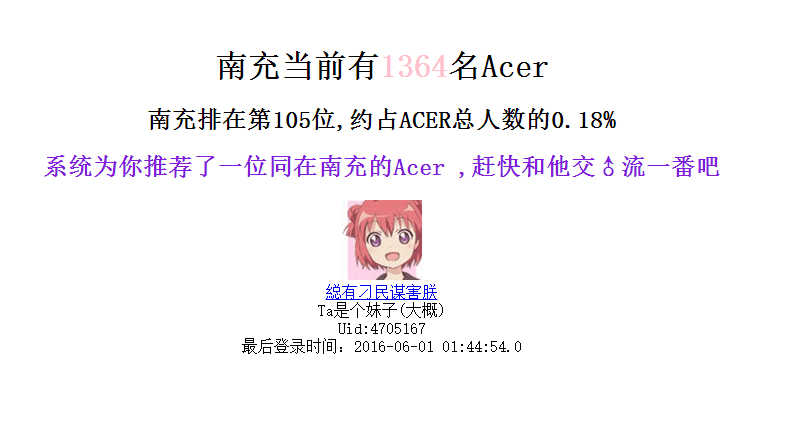 南充当前有1364名Acer
南充排在第105位,约占ACER总人数的0.18%
系统为你推荐了一位同在南充的Acer ,赶快和他交♂流一番吧
総有刁民谋害朕
Ta是个妹子(大概)
Uid:4705167
最后登录时间: 2016-06-01 01:44:54.0